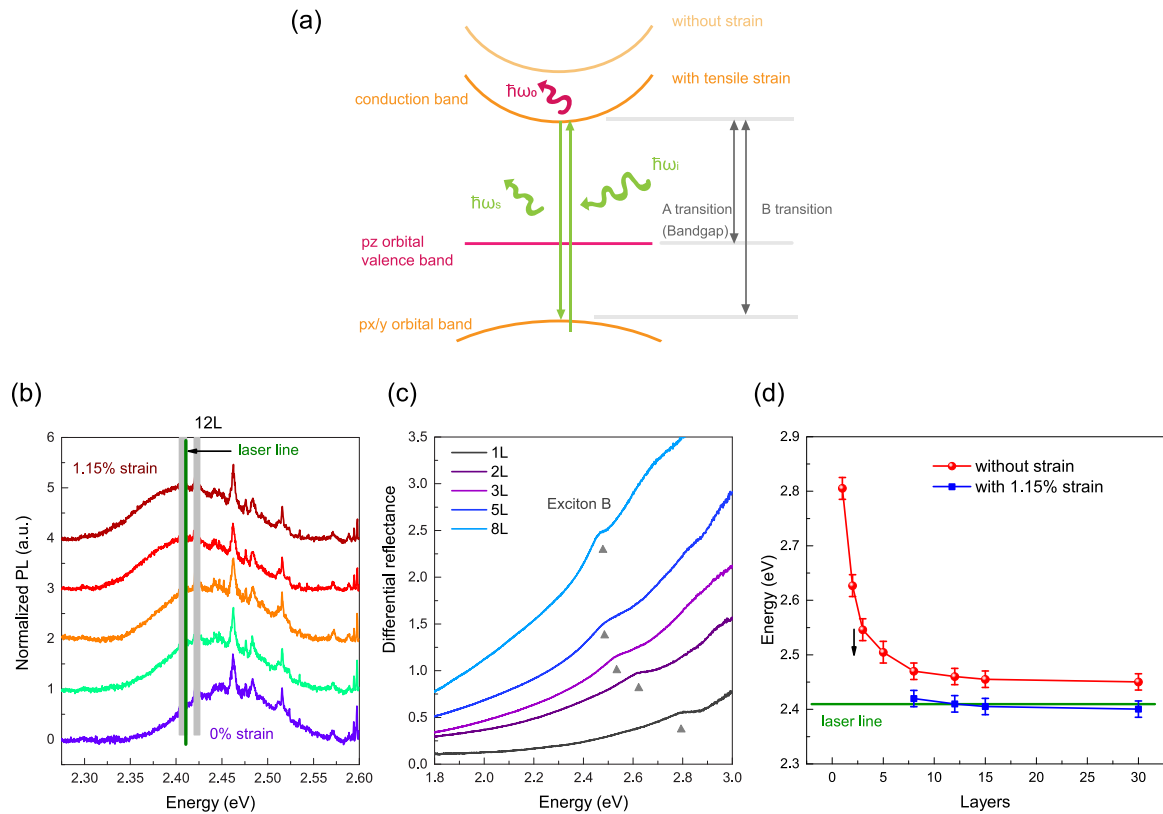 (a)
without strain
with tensile strain
conduction band
ħω₀
ħωᵢ
ħωₛ
A transition
(Bandgap)
B transition
pz orbital
valence band
px/y orbital band
(b)
12L
1.15% strain
laser line
0% strain
Normalized PL (a.u.)
6
5
4
3
2
1
0
2.30 2.35 2.40 2.45 2.50 2.55 2.60
Energy (eV)
(c)
1L
2L
3L
5L
8L
Exciton B
Differential reflectance
3.5
3.0
2.5
2.0
1.5
1.0
0.5
0.0
1.8 2.0 2.2 2.4 2.6 2.8 3.0
Energy (eV)
(d)
without strain
with 1.15% strain
laser line
Energy (eV)
2.9
2.8
2.7
2.6
2.5
2.4
2.3
0 5 10 15 20 25 30
Layers